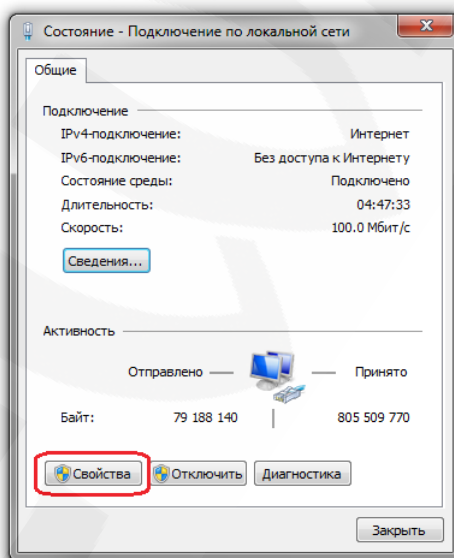 Состояние - Подключение по локальной сети
Общие
Подключение
IPv4-подключение: Интернет
IPv6-подключение: Без доступа к Интернету
Состояние среды: Подключено
Длительность: 04:47:33
Скорость: 100.0 Мбит/с
Сведения...
Активность
Отправлено — — Принято
Байт: 79 188 140 | 805 509 770
Свойства Отключить Диагностика
Закрыть